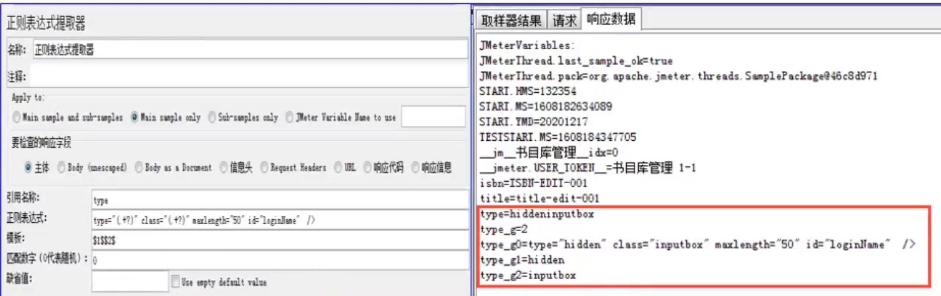 正则表达式提取器
名称: 正则表达式提取器
注释:
Apply to:
Main sample and sub-samples Main sample only Sub-samples only JMeter Variable Name to use
要检查的响应字段
主体 Body (unescaped) Body as a Document 信息头 Request Headers URL 响应代码 响应信息
引用名称: type
正则表达式: type="(.+?)" class="(.+?)" maxlength="50" id="loginName" />
模板: $1$$2$
匹配数字 (0代表随机): 0
缺省值: Use empty default value
取样器结果 请求 响应数据
JMeterVariables:
JMeterThread.last_sample_ok=true
JMeterThread.pack=org.apache.jmeter.threads.SamplePackage@46c8d971
START.HMS=132354
START.MS=1608182634089
START.YMD=20201217
TESTSTART.MS=1608184347705
__jm__书目库管理__idx=0
__jmeter.USER_TOKEN__=书目库管理 1-1
isbn=ISBN-EDIT-001
title=title-edit-001
type=hiddeninputbox
type_g=2
type_g0=type="hidden" class="inputbox" maxlength="50" id="loginName" />
type_g1=hidden
type_g2=inputbox